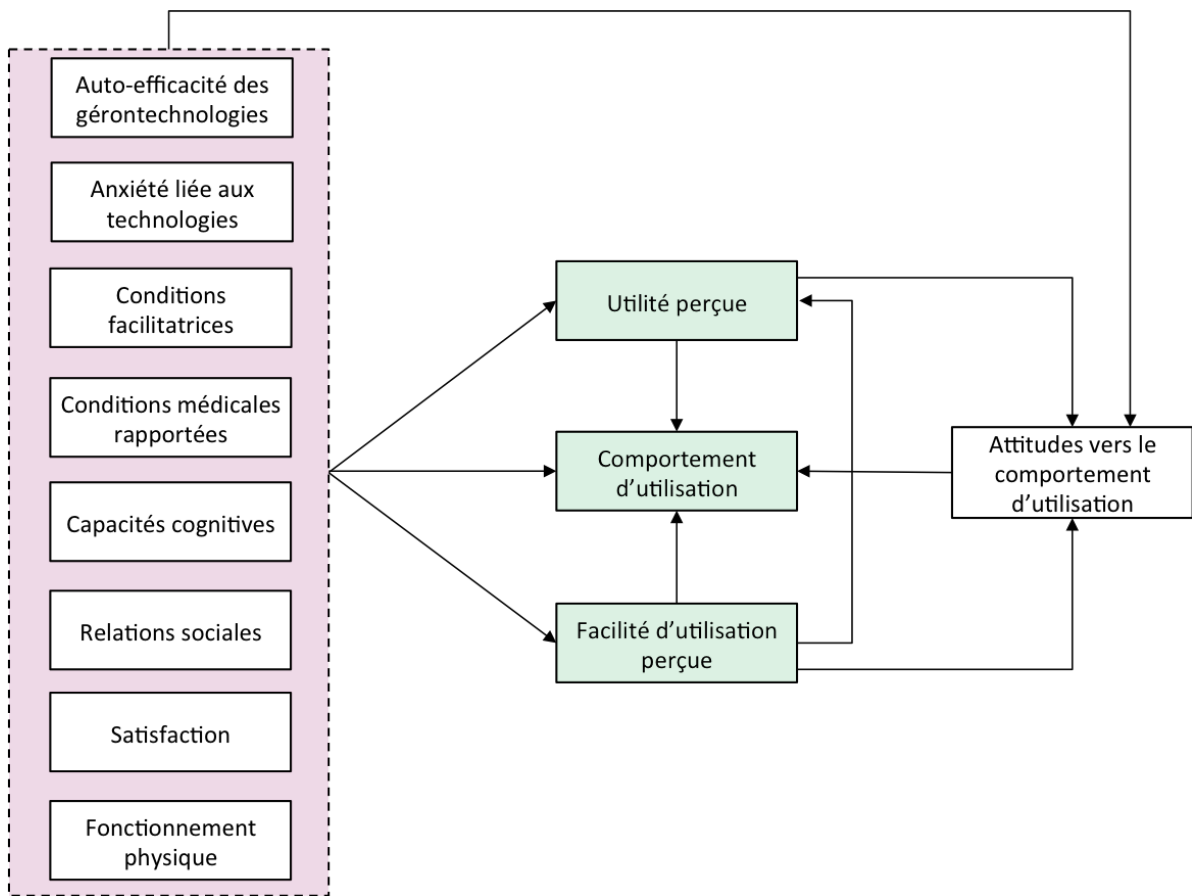 Auto-efficacité des
gérontechnologies
Anxiété liée aux
technologies
Conditions
facilitatrices
Conditions médicales
rapportées
Capacités cognitives
Relations sociales
Satisfaction
Fonctionnement
physique
Utilité perçue
Comportement
d’utilisation
Facilité d’utilisation
perçue
Attitudes vers le
comportement
d’utilisation